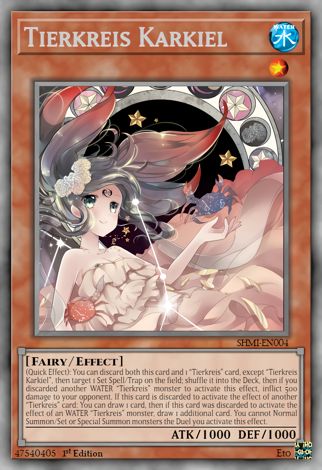 Tierkreis Karkiel
WATER
水
SHMI-EN004
[Fairy/Effect]
(Quick Effect): You can discard both this card and 1 "Tierkreis" card, except "Tierkreis
Karkiel", then target 1 Set Spell/Trap on the field; shuffle it into the Deck, then if you
discarded another WATER "Tierkreis" monster to activate this effect, inflict 500
damage to your opponent. If this card is discarded to activate the effect of another
"Tierkreis" card: You can draw 1 card, then if this card was discarded to activate the
effect of an WATER "Tierkreis" monster, draw 1 additional card. You cannot Normal
Summon/Set or Special Summon monsters the Duel you activate this effect.
ATK/1000 DEF/1000
47540405 1st Edition Eto